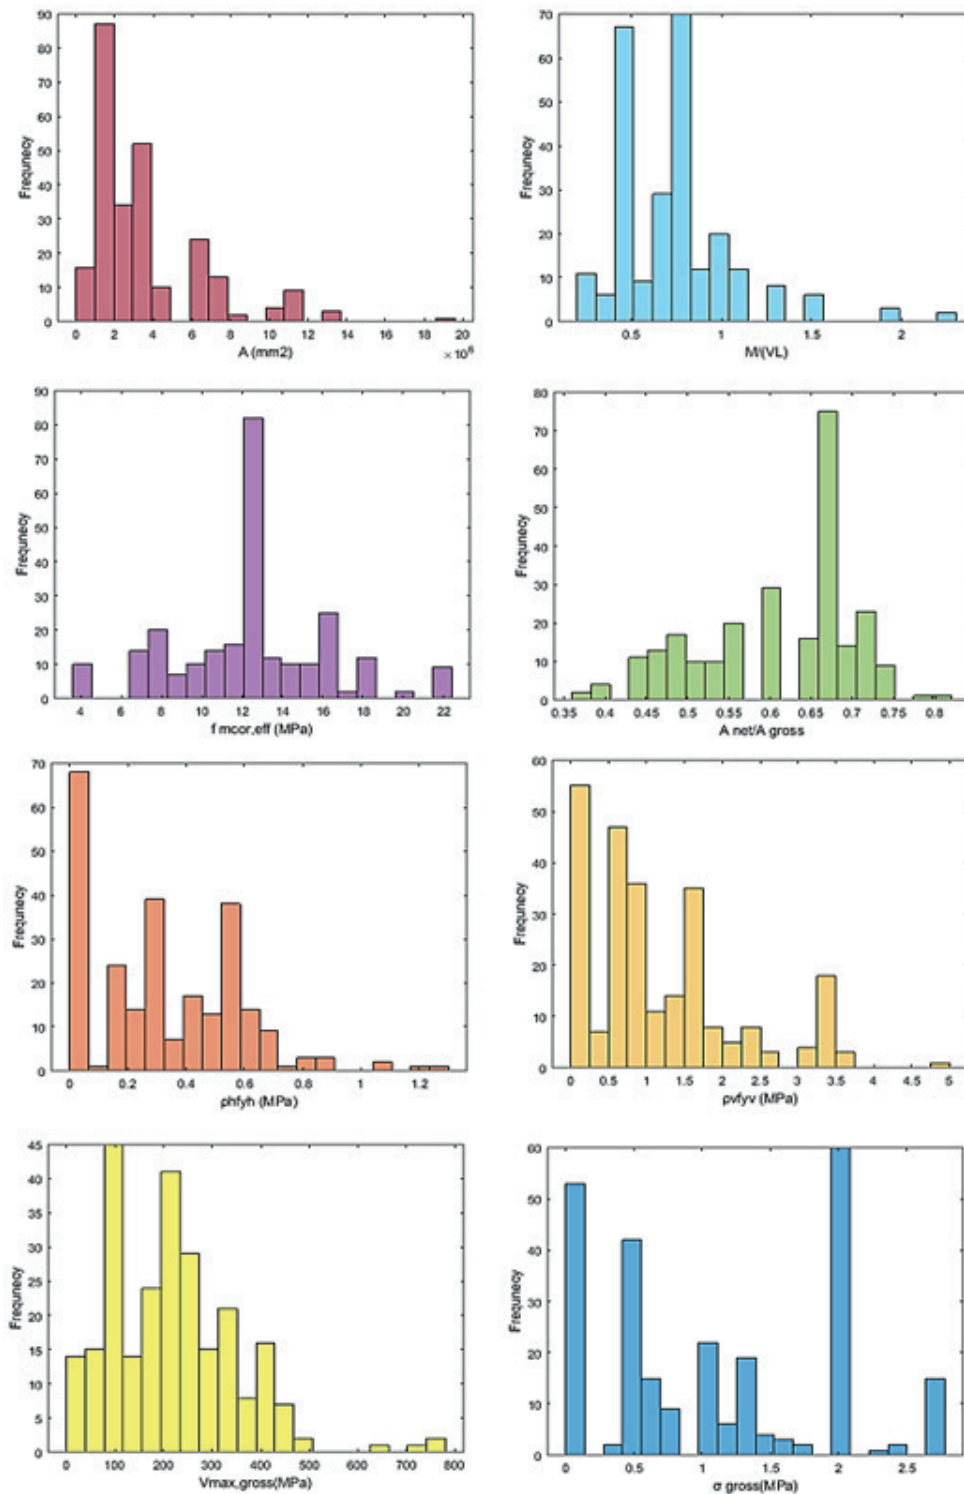 90
80
70
60
50
40
30
20
10
0
Frequnecy
0 2 4 6 8 10 12 14 16 18 20
A (mm2)
× 10⁶
70
60
50
40
30
20
10
0
Frequnecy
0.5 1 1.5 2
M/(VL)
90
80
70
60
50
40
30
20
10
0
Frequnecy
4 6 8 10 12 14 16 18 20 22
f mcor,eff (MPa)
80
70
60
50
40
30
20
10
0
Frequnecy
0.35 0.4 0.45 0.5 0.55 0.6 0.65 0.7 0.75 0.8
A net/A gross
70
60
50
40
30
20
10
0
Frequnecy
0 0.2 0.4 0.6 0.8 1 1.2
ρhfyh (MPa)
60
50
40
30
20
10
0
Frequnecy
0 0.5 1 1.5 2 2.5 3 3.5 4 4.5 5
ρvfyv (MPa)
45
40
35
30
25
20
15
10
5
0
Frequnecy
0 100 200 300 400 500 600 700 800
Vmax,gross(MPa)
60
50
40
30
20
10
0
Frequnecy
0 0.5 1 1.5 2 2.5
σ gross(MPa)